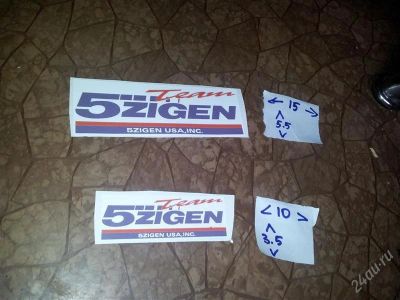 Team
5ZIGEN
5ZIGEN USA, INC.
< 15 >
^
5.5
v
Team
5ZIGEN
5ZIGEN USA, INC.
< 10 >
^
3.5
v
24au.ru